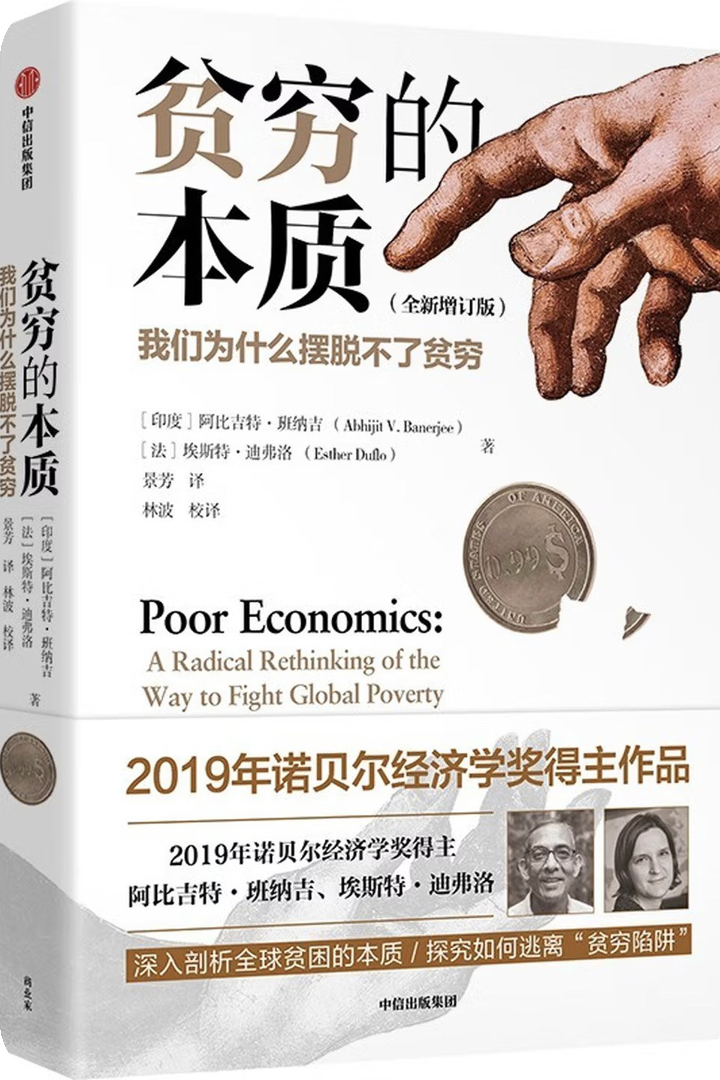 中信出版集团
贫穷的本质
我们为什么摆脱不了贫穷
[印度]阿比吉特·班纳吉
[法]埃斯特·迪弗洛
著
景芳 译 林波 校译
商业家
贫穷的
本质
（全新增订版）
我们为什么摆脱不了贫穷
[印度]阿比吉特·班纳吉（Abhijit V. Banerjee）
[法]埃斯特·迪弗洛（Esther Duflo）
著
景芳 译
林波 校译
UNITED STATES OF AMERICA
0.99$
Poor Economics:
A Radical Rethinking of the
Way to Fight Global Poverty
2019年诺贝尔经济学奖得主作品
2019年诺贝尔经济学奖得主
阿比吉特·班纳吉、埃斯特·迪弗洛
深入剖析全球贫困的本质 / 探究如何逃离“贫穷陷阱”
中信出版集团